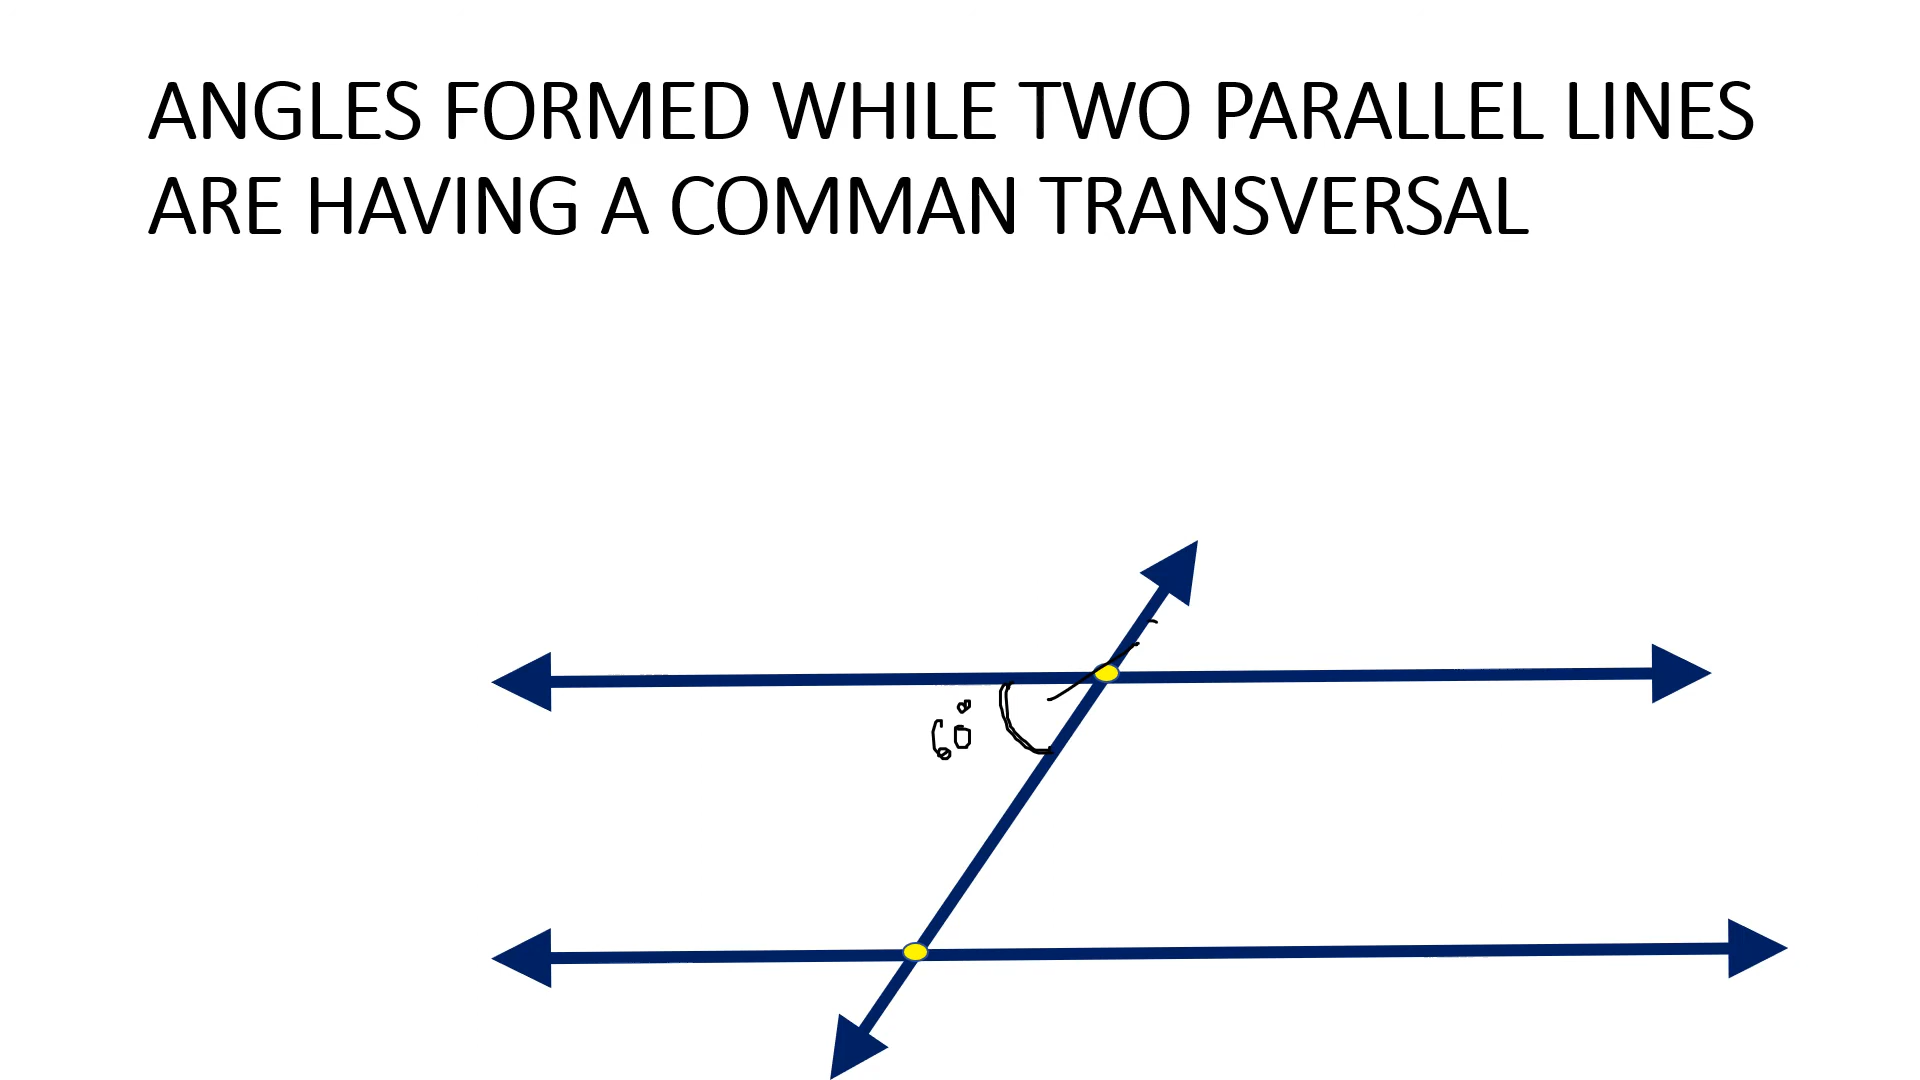 ANGLES FORMED WHILE TWO PARALLEL LINES
ARE HAVING A COMMAN TRANSVERSAL
60°